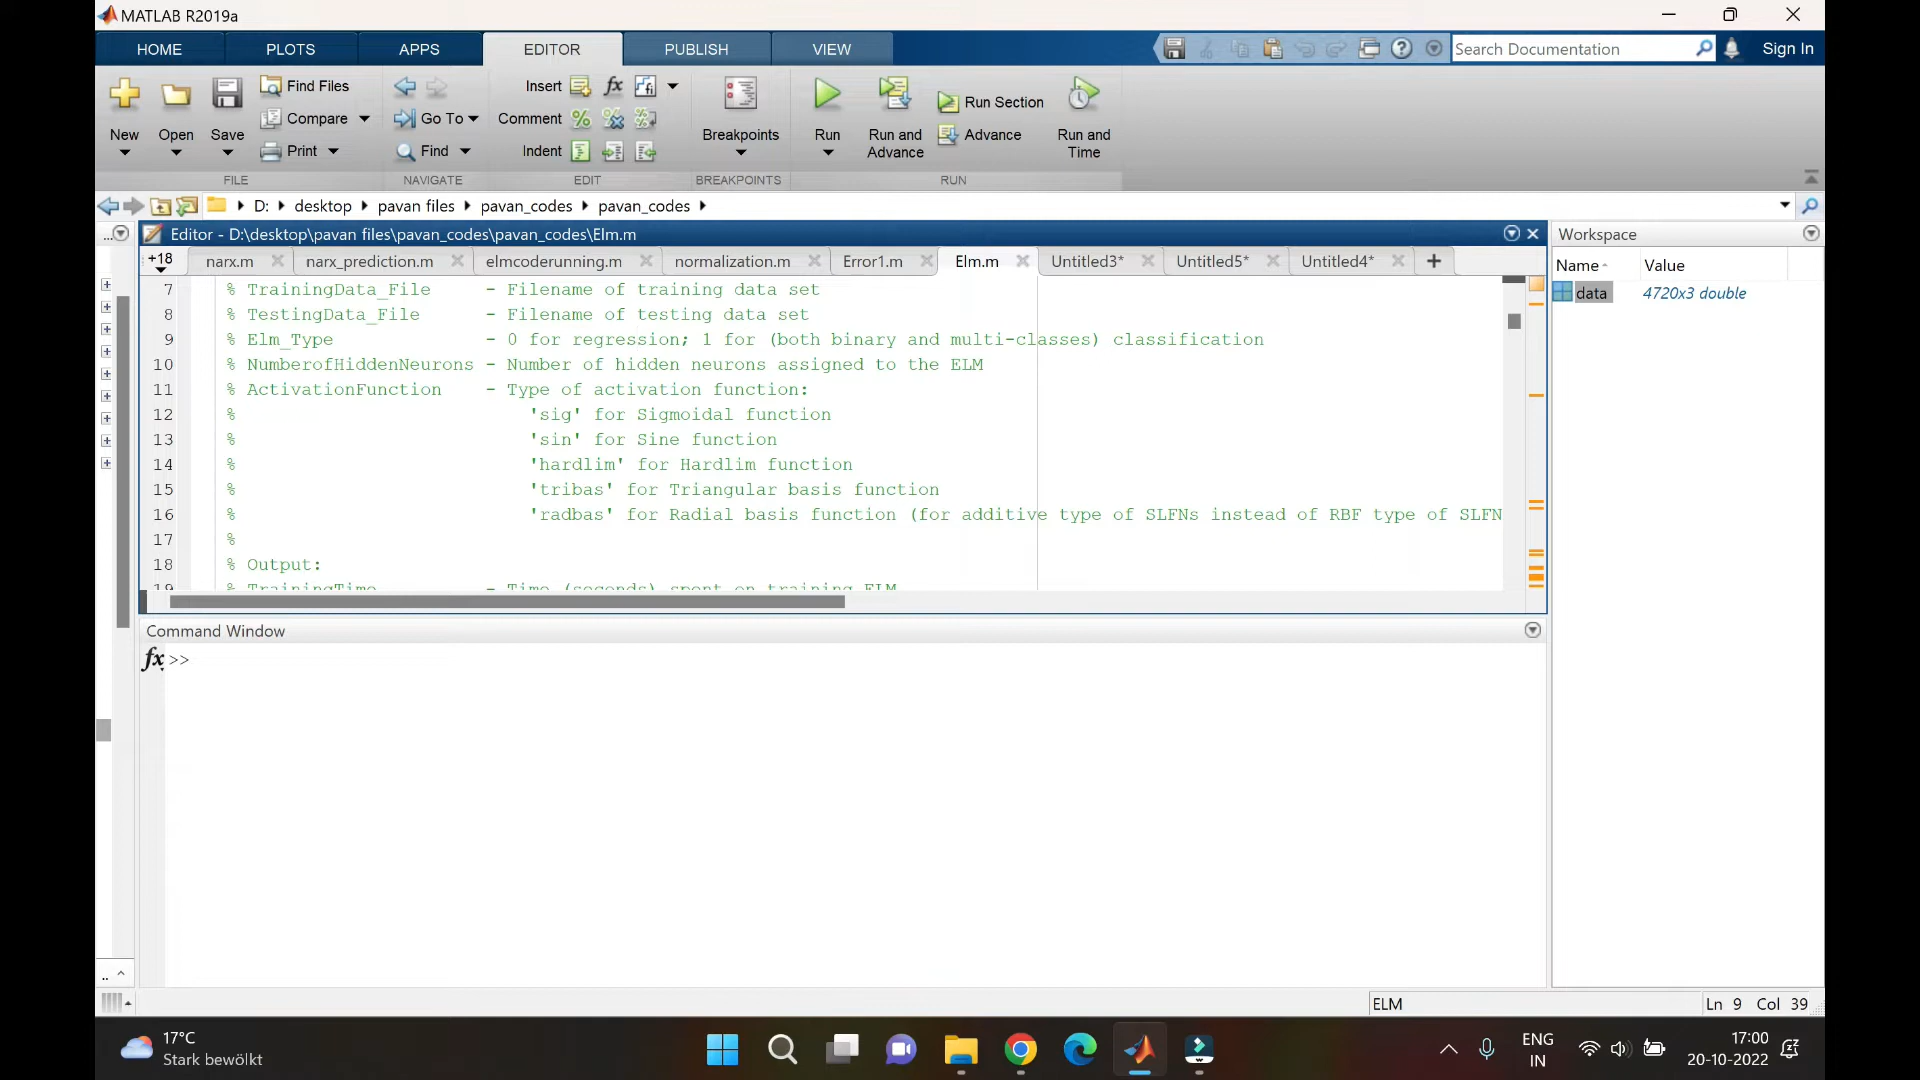 MATLAB R2019a
HOME PLOTS APPS EDITOR PUBLISH VIEW Search Documentation Sign In
New Open Save Find Files Compare Print
Go To Find
Insert Comment Indent fx
Breakpoints
Run Run and Advance Run Section Advance Run and Time
FILE NAVIGATE EDIT BREAKPOINTS RUN
D: desktop pavan files pavan_codes pavan_codes
Editor - D:\desktop\pavan files\pavan_codes\pavan_codes\Elm.m
+18 narx.m narx_prediction.m elmcoderunning.m normalization.m Error1.m Elm.m Untitled3* Untitled5* Untitled4* +
7 % TrainingData_File - Filename of training data set
8 % TestingData_File - Filename of testing data set
9 % Elm_Type - 0 for regression; 1 for (both binary and multi-classes) classification
10 % NumberofHiddenNeurons - Number of hidden neurons assigned to the ELM
11 % ActivationFunction - Type of activation function:
12 % 'sig' for Sigmoidal function
13 % 'sin' for Sine function
14 % 'hardlim' for Hardlim function
15 % 'tribas' for Triangular basis function
16 % 'radbas' for Radial basis function (for additive type of SLFNs instead of RBF type of SLFN
17 %
18 % Output:
19 % TrainingTime - Time (seconds) spent on training ELM
Command Window
fx >>
Workspace
Name Value
data 4720x3 double
ELM Ln 9 Col 39
17°C
Stark bewölkt
ENG
IN
17:00
20-10-2022